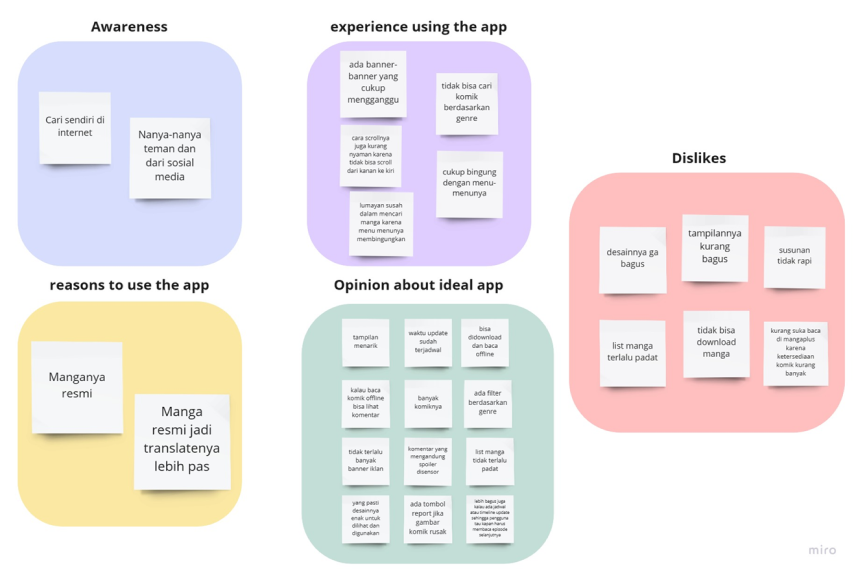 Awareness
Cari sendiri di
internet
Nanya-nanya
teman dan
dari sosial
media
experience using the app
ada banner-
banner yang
cukup
mengganggu
tidak bisa cari
komik
berdasarkan
genre
cara scrollnya
juga kurang
nyaman karena
tidak bisa scroll
dari kanan ke kiri
cukup bingung
dengan menu-
menunya
lumayan susah
dalam mencari
manga karena
menu menunya
membingungkan
Dislikes
desainnya ga
bagus
tampilannya
kurang
bagus
susunan
tidak rapi
list manga
terlalu padat
tidak bisa
download
manga
kurang suka baca
di mangaplus
karena
ketersediaan
komik kurang
banyak
reasons to use the app
Manganya
resmi
Manga
resmi jadi
translatenya
lebih pas
Opinion about ideal app
tampilan
menarik
waktu update
sudah
terjadwal
bisa
didownload
dan baca
offline
kalau baca
komik offline
bisa lihat
komentar
banyak
komiknya
ada filter
berdasarkan
genre
tidak terlalu
banyak
banner iklan
komentar yang
mengandung
spoiler
disensor
list manga
tidak terlalu
padat
yang pasti
desainnya
enak untuk
dilihat dan
digunakan
ada tombol
report jika
gambar
komik rusak
lebih bagus juga
kalau ada jadwal
atau timeline update
sehingga pengguna
tau kapan harus
membaca episode
selanjutnya
miro